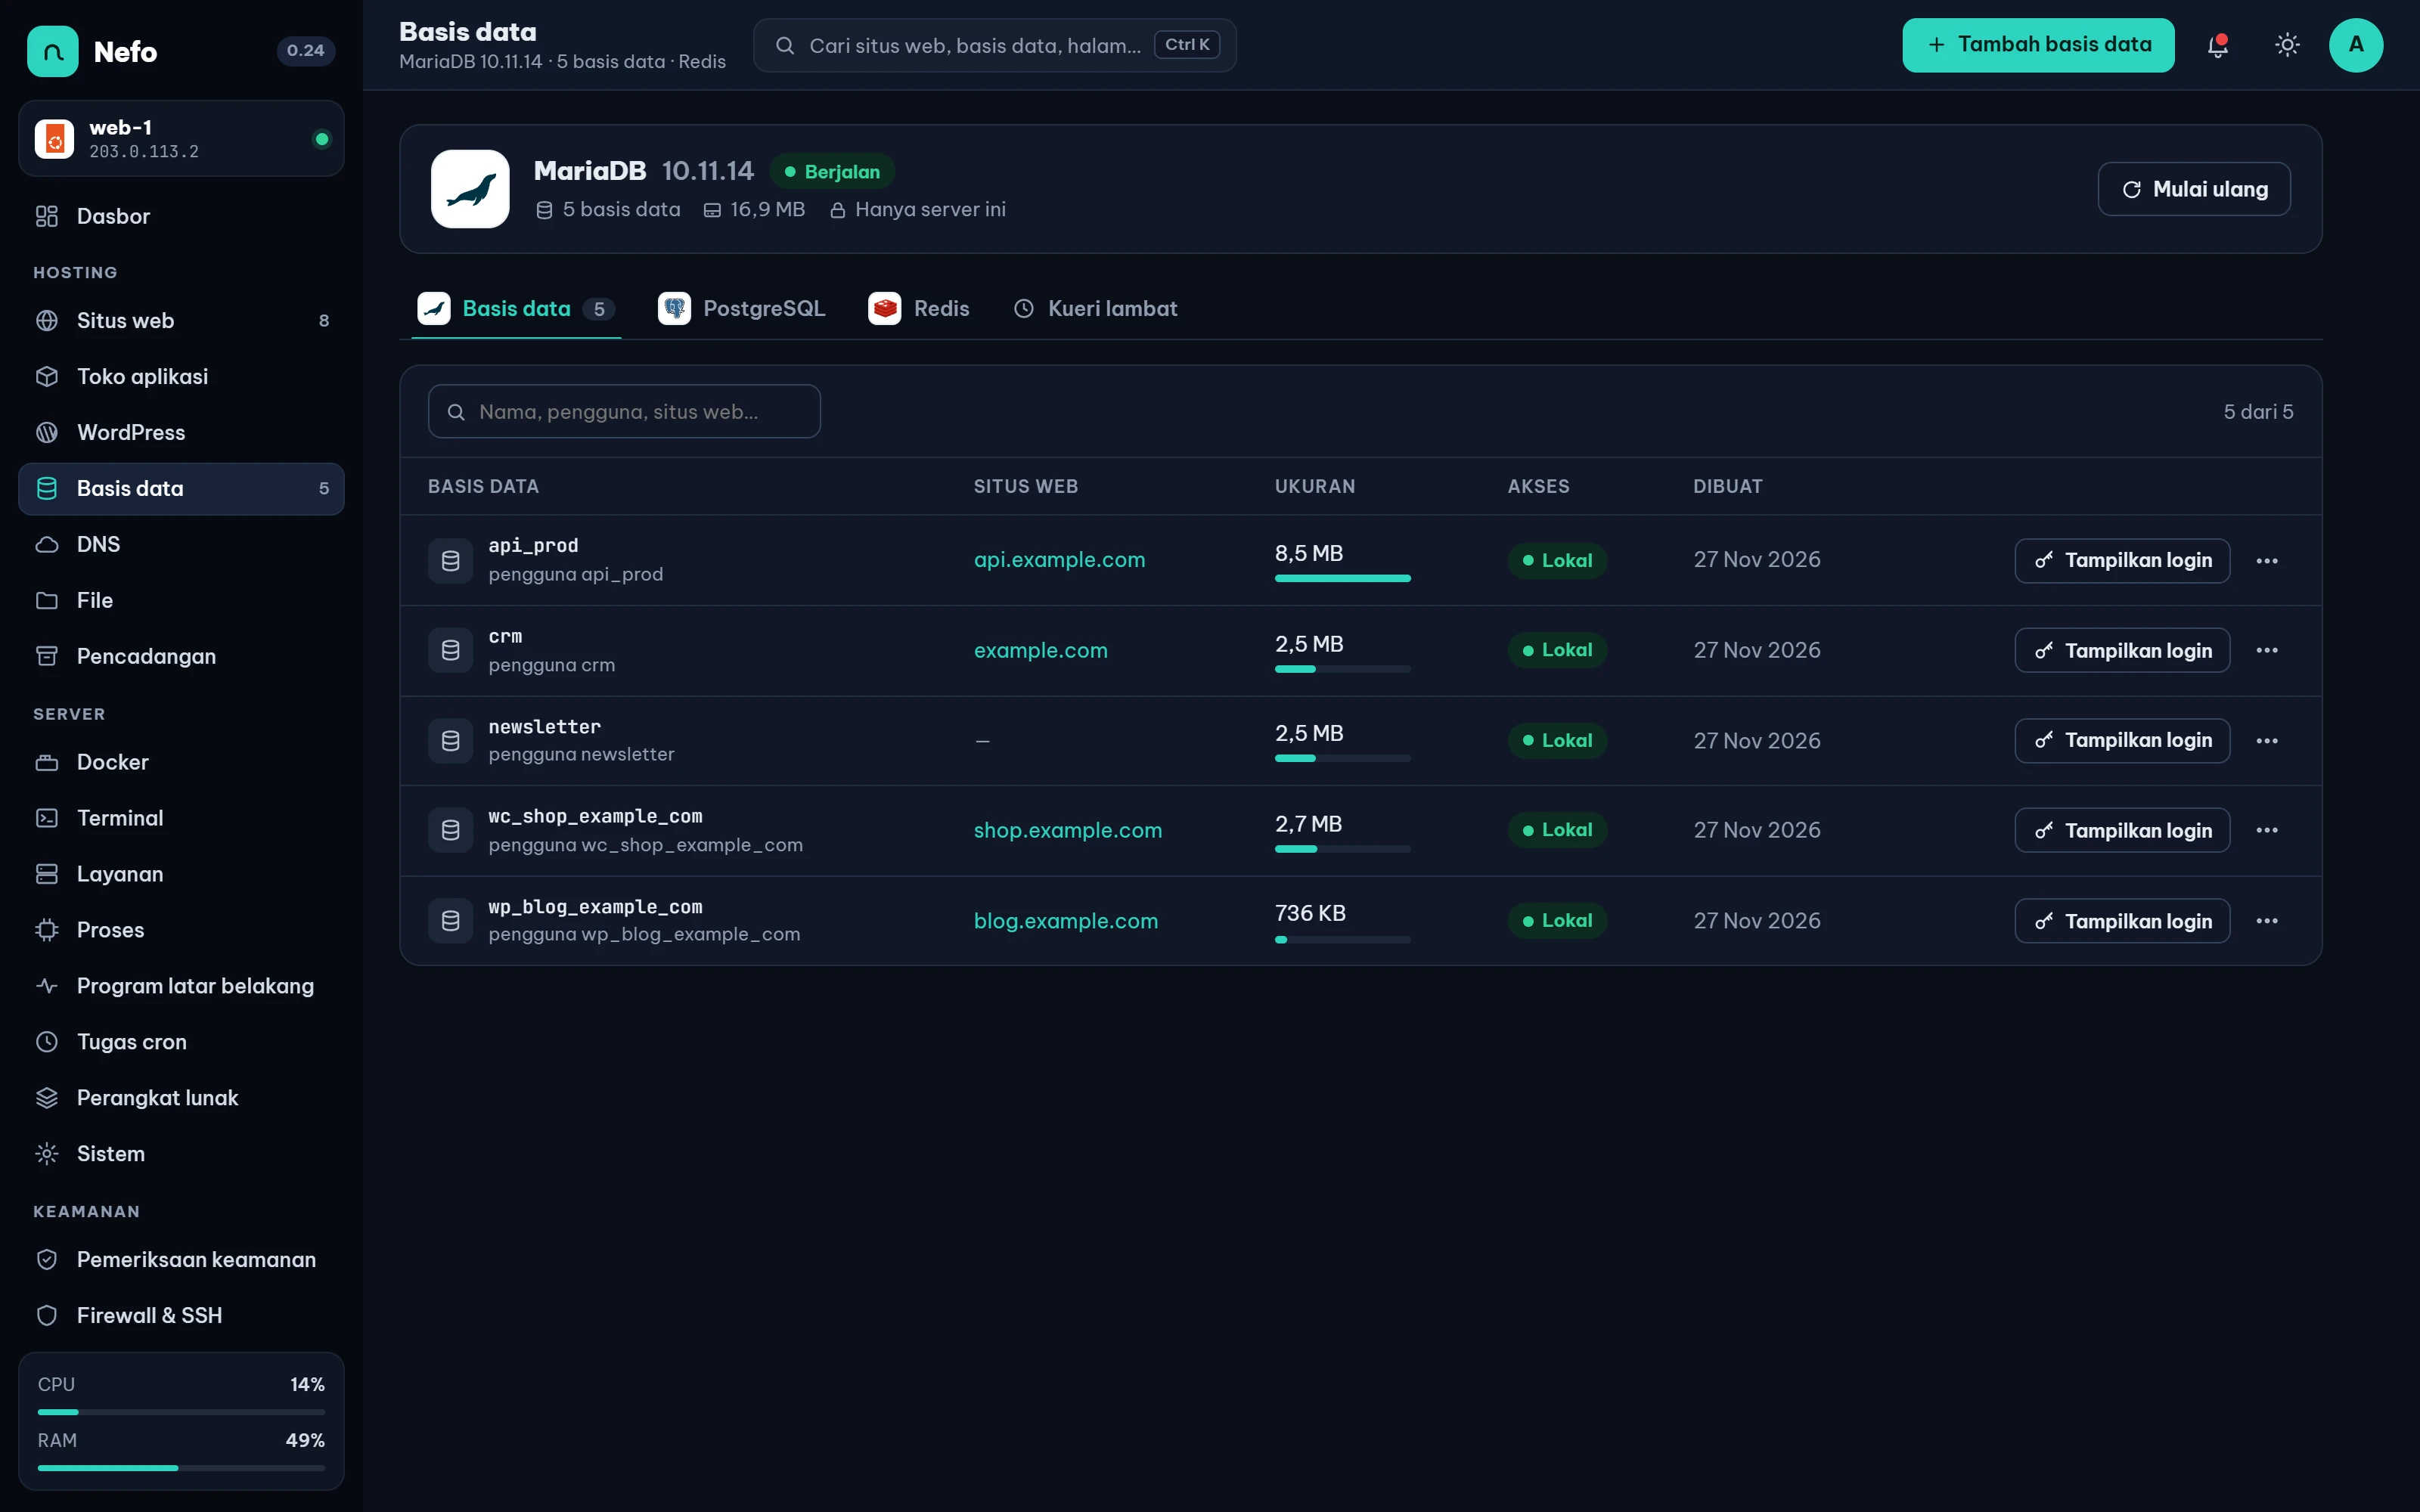 Nefo
0.24
web-1
203.0.113.2
Dasbor
HOSTING
Situs web 8
Toko aplikasi
WordPress
Basis data 5
DNS
File
Pencadangan
SERVER
Docker
Terminal
Layanan
Proses
Program latar belakang
Tugas cron
Perangkat lunak
Sistem
KEAMANAN
Pemeriksaan keamanan
Firewall & SSH
CPU 14%
RAM 49%
Basis data
MariaDB 10.11.14 · 5 basis data · Redis
Cari situs web, basis data, halam... Ctrl K
+ Tambah basis data
A
MariaDB 10.11.14 Berjalan
5 basis data 16,9 MB Hanya server ini
Mulai ulang
Basis data 5 PostgreSQL Redis Kueri lambat
Nama, pengguna, situs web...
5 dari 5
BASIS DATA SITUS WEB UKURAN AKSES DIBUAT
api_prod
pengguna api_prod
api.example.com
8,5 MB
Lokal
27 Nov 2026
Tampilkan login
crm
pengguna crm
example.com
2,5 MB
Lokal
27 Nov 2026
Tampilkan login
newsletter
pengguna newsletter
—
2,5 MB
Lokal
27 Nov 2026
Tampilkan login
wc_shop_example_com
pengguna wc_shop_example_com
shop.example.com
2,7 MB
Lokal
27 Nov 2026
Tampilkan login
wp_blog_example_com
pengguna wp_blog_example_com
blog.example.com
736 KB
Lokal
27 Nov 2026
Tampilkan login